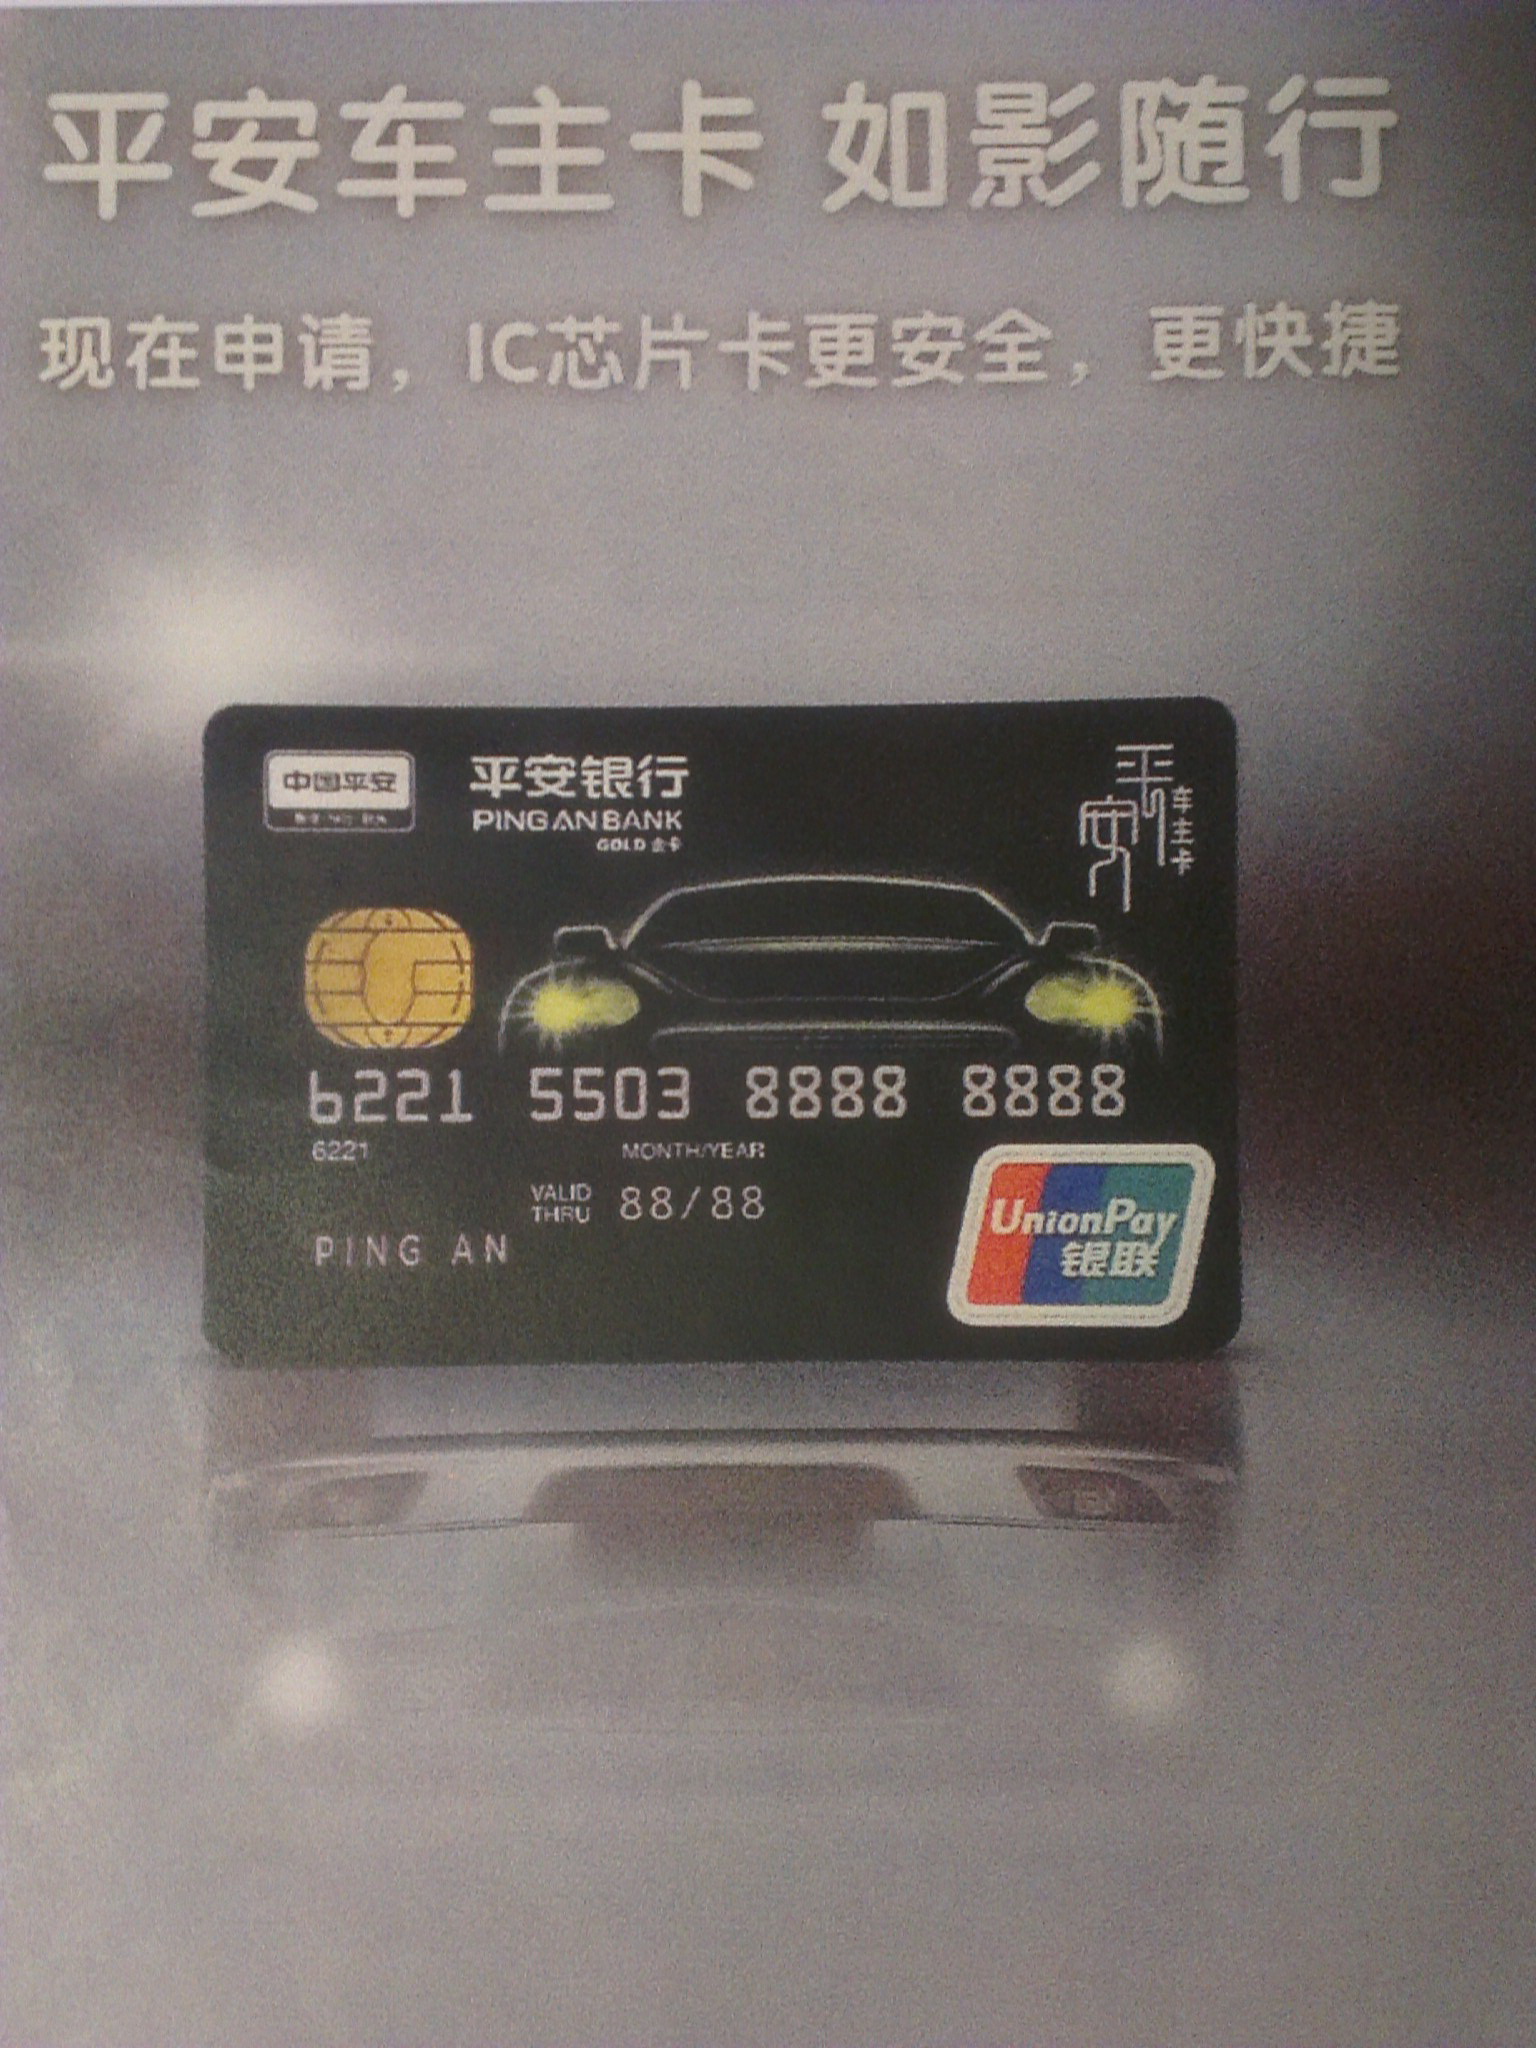 平安车主卡 如影随行
现在申请，IC芯片卡更安全，更快捷
中国平安
平安银行
PINGAN BANK
GOLD 金卡
平安
车主卡
6221 5503 8888 8888
6221
MONTH/YEAR
VALID THRU 88/88
PING AN
UnionPay
银联